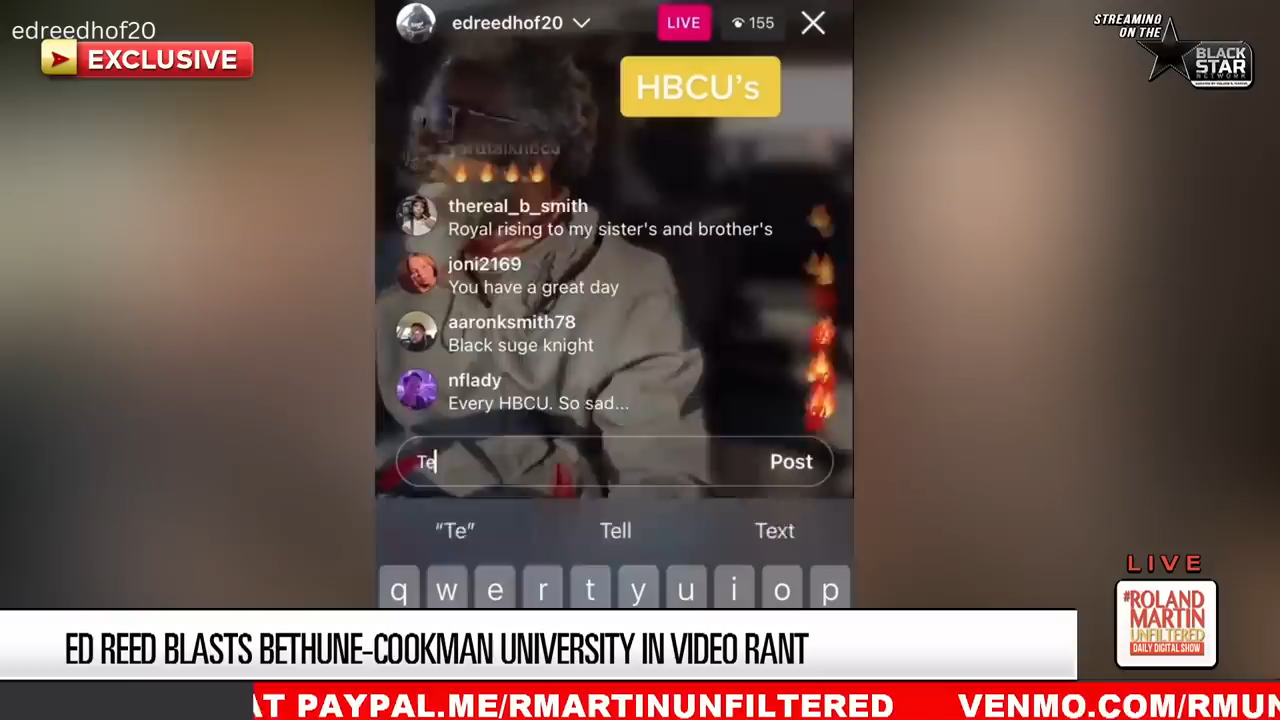 edreedhof20
EXCLUSIVE
edreedhof20
LIVE
155
HBCU's
STREAMING
ON THE
BLACK
STAR
NETWORK
thereal_b_smith
Royal rising to my sister's and brother's
joni2169
You have a great day
aaronksmith78
Black suge knight
nflady
Every HBCU. So sad...
Te
Post
“Te”
Tell
Text
q w e r t y u i o p
LIVE
#ROLAND
MARTIN
UNFILTERED
DAILY DIGITAL SHOW
ED REED BLASTS BETHUNE-COOKMAN UNIVERSITY IN VIDEO RANT
AT PAYPAL.ME/RMARTINUNFILTERED VENMO.COM/RMUN